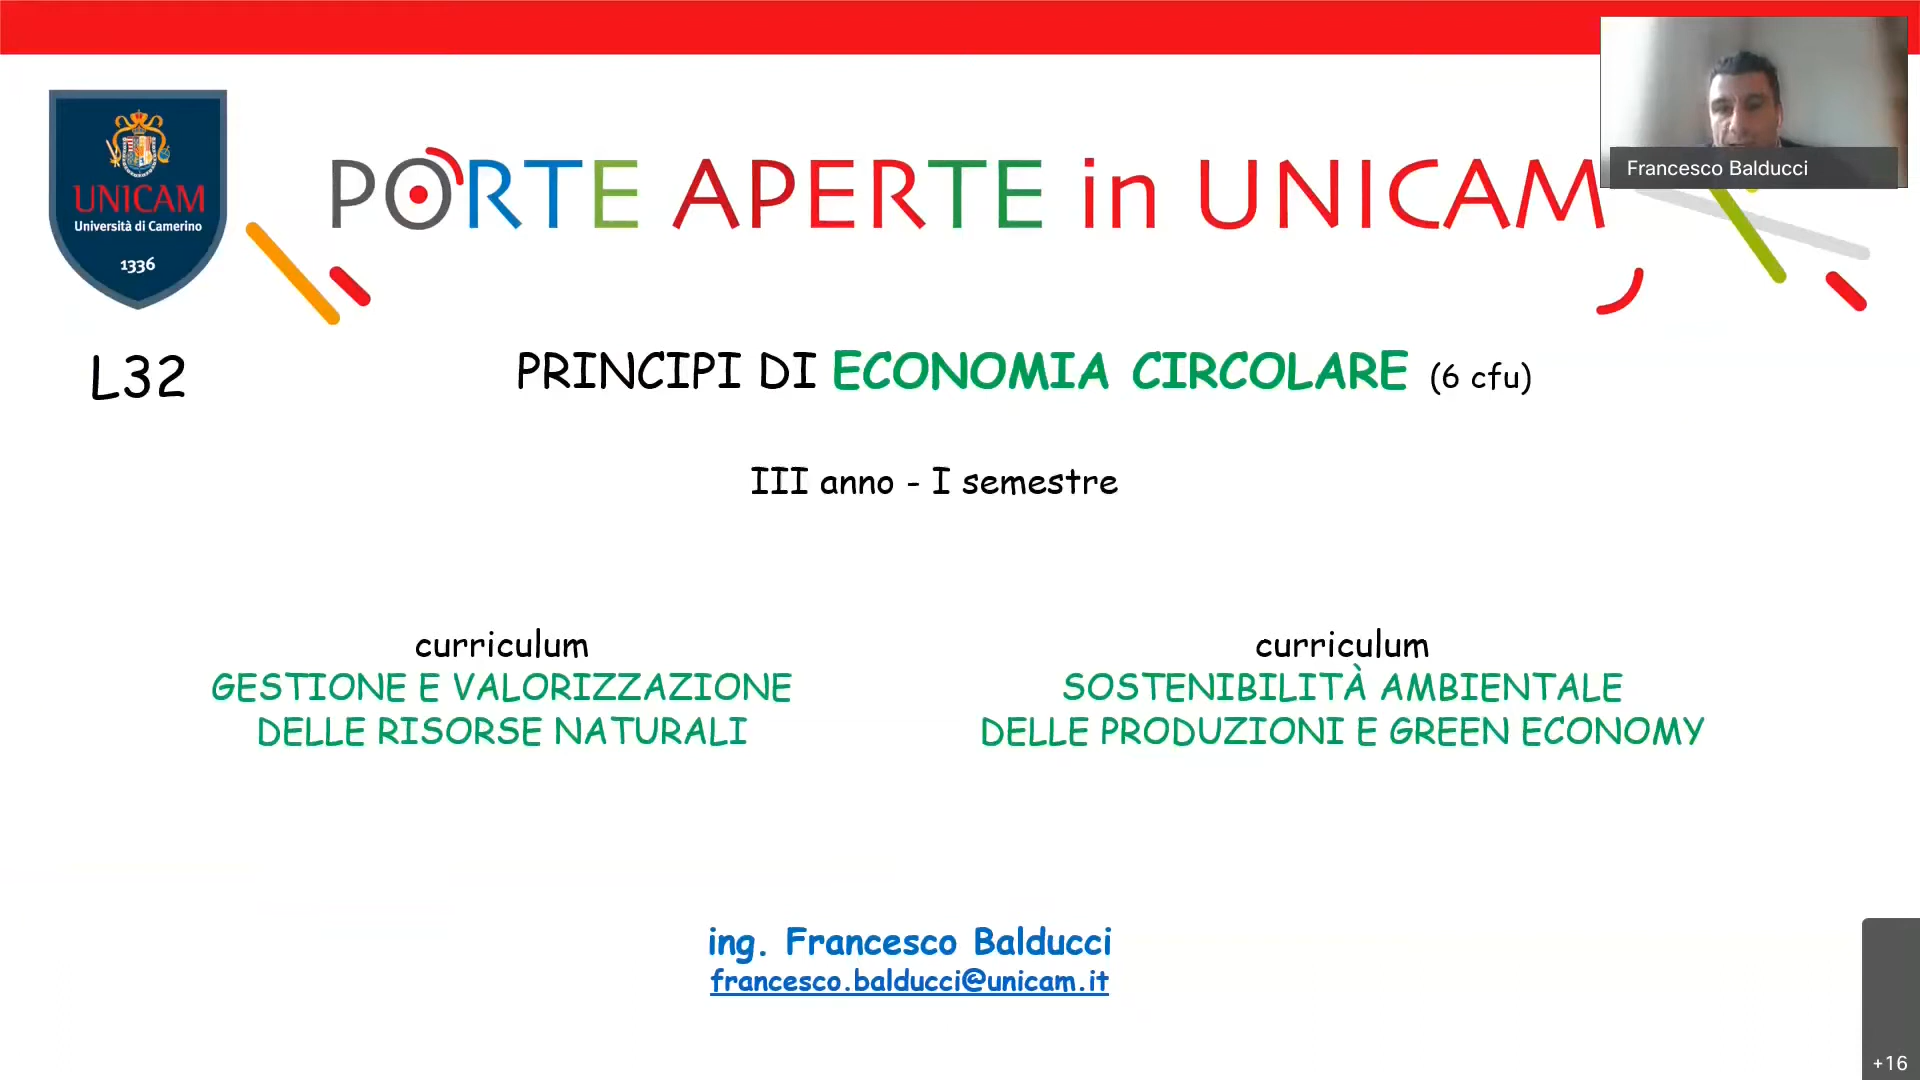 UNICAM
Università di Camerino
1336
PORTE APERTE in UNICAM
Francesco Balducci
L32
PRINCIPI DI ECONOMIA CIRCOLARE (6 cfu)
III anno - I semestre
curriculum
GESTIONE E VALORIZZAZIONE
DELLE RISORSE NATURALI
curriculum
SOSTENIBILITÀ AMBIENTALE
DELLE PRODUZIONI E GREEN ECONOMY
ing. Francesco Balducci
francesco.balducci@unicam.it
+16